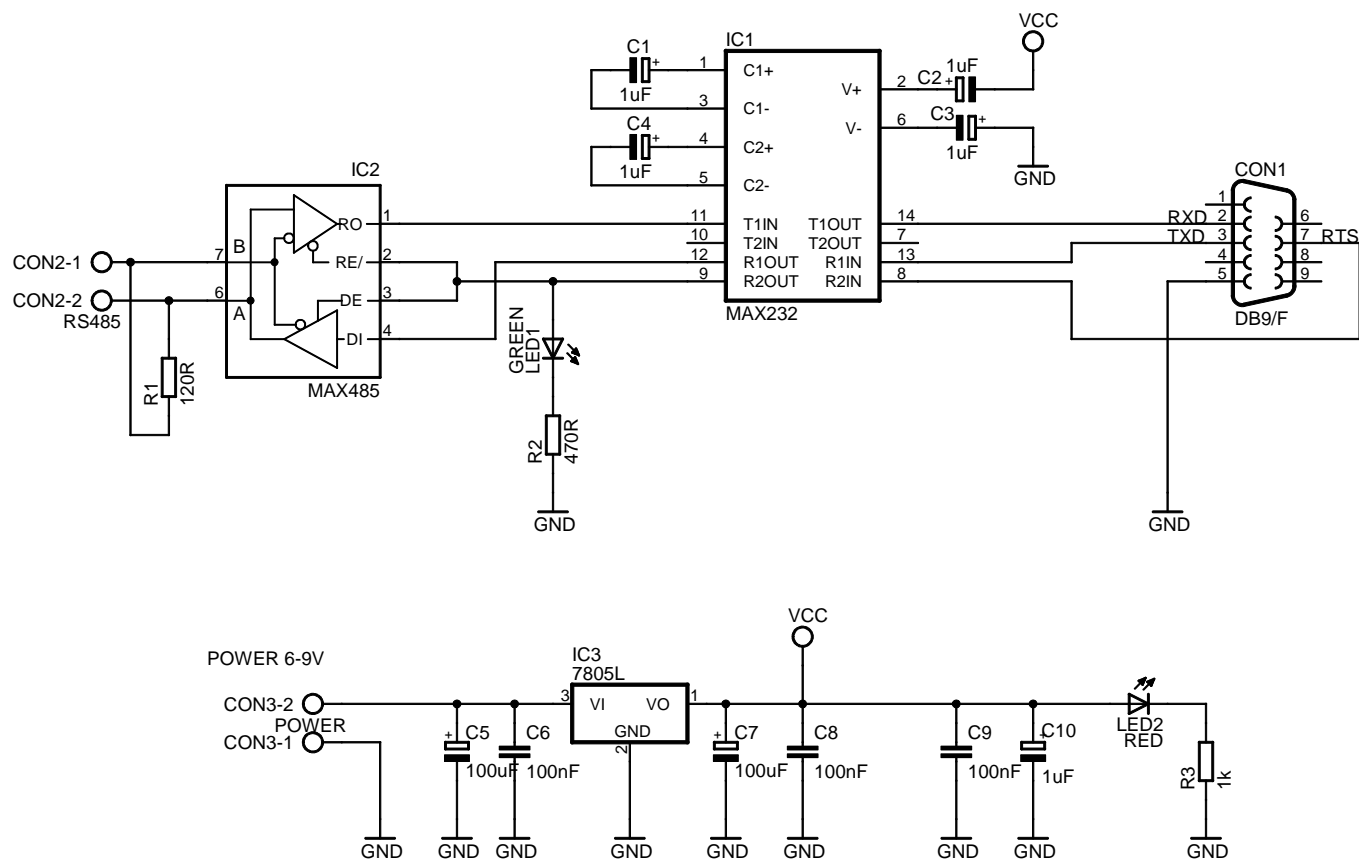 VCC
IC1
C1
1uF
1
3
C1+
C1-
C4
1uF
4
5
C2+
C2-
V+
V-
2
6
C2
1uF
C3
1uF
GND
IC2
CON1
RO
1
11
T1IN
T1OUT
14
RXD
10
T2IN
T2OUT
7
TXD
RE/
2
12
R1OUT
R1IN
13
9
R2OUT
R2IN
8
1
2
3
4
5
6
7
8
9
RTS
CON2-1
7
B
CON2-2
6
A
RS485
DE
3
DI
4
MAX232
DB9/F
MAX485
R1
120R
GREEN
LED1
R2
470R
GND
GND
VCC
POWER 6-9V
IC3
7805L
CON3-2
POWER
CON3-1
3
VI
VO
1
GND
2
C5
100uF
C6
100nF
C7
100uF
C8
100nF
C9
100nF
C10
1uF
LED2
RED
R3
1k
GND
GND
GND
GND
GND
GND
GND
GND
GND